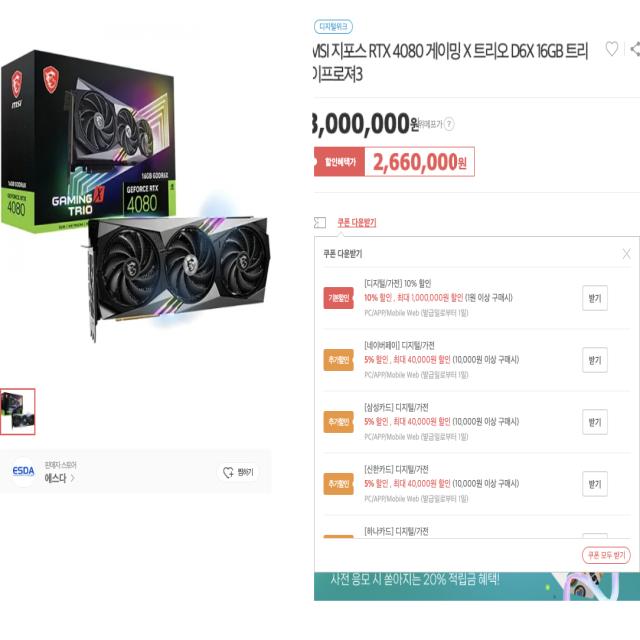 디지털위크
MSI 지포스 RTX 4080 게이밍 X 트리오 D6X 16GB 트리
이프로져3
3,000,000원 위메프가 ?
할인혜택가 2,660,000원
쿠폰 다운받기
쿠폰 다운받기
기본할인
[디지털/가전] 10% 할인
10% 할인 , 최대 1,000,000원 할인 (1원 이상 구매시)
PC/APP/Mobile Web (발급일로부터 1일)
받기
추가할인
[네이버페이] 디지털/가전
5% 할인 , 최대 40,000원 할인 (10,000원 이상 구매시)
PC/APP/Mobile Web (발급일로부터 1일)
받기
추가할인
[삼성카드] 디지털/가전
5% 할인 , 최대 40,000원 할인 (10,000원 이상 구매시)
PC/APP/Mobile Web (발급일로부터 1일)
받기
추가할인
[신한카드] 디지털/가전
5% 할인 , 최대 40,000원 할인 (10,000원 이상 구매시)
PC/APP/Mobile Web (발급일로부터 1일)
받기
[하나카드] 디지털/가전
쿠폰 모두 받기
사전 응모 시 쏟아지는 20% 적립금 혜택!
msi
16GB GDDR6X
GEFORCE RTX
4080
GAMING X
TRIO
16GB GDDR6X
GEFORCE RTX
4080
ESDA
판매자 스토어
에스다
찜하기